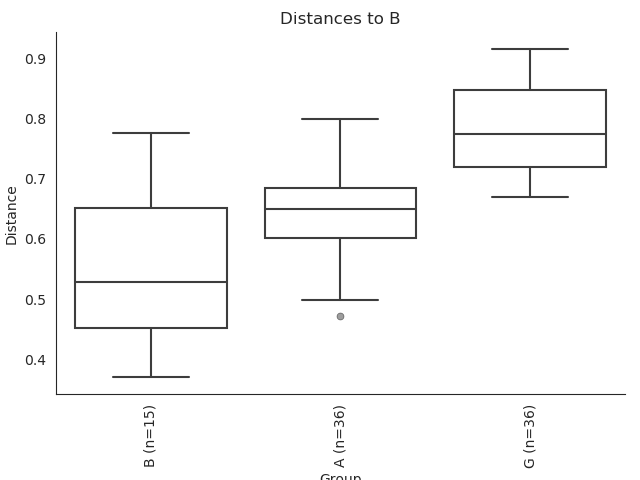 Distances to B
Distance
0.9
0.8
0.7
0.6
0.5
0.4
B (n=15)
A (n=36)
G (n=36)
Group